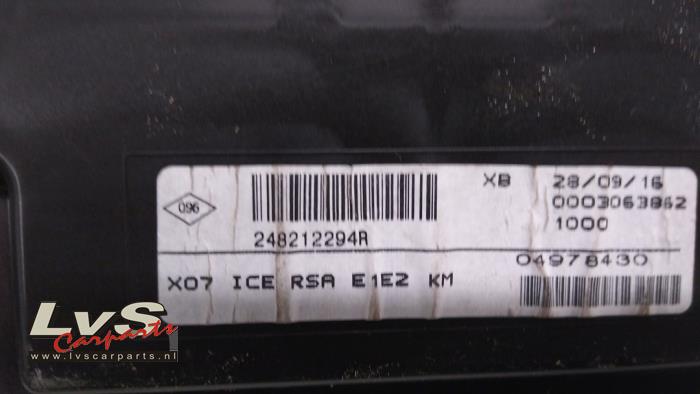 XB 28/09/16
096
0003063862
248212294R
1000
04978430
X07 ICE RSA E1E2 KM
LvS
Carparts
www.lvscarparts.nl